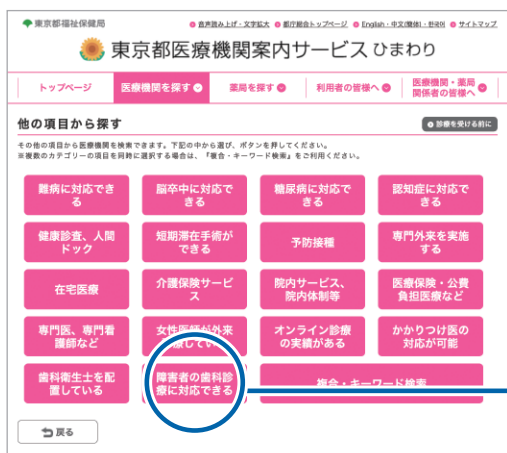 東京都福祉保健局
音声読み上げ・文字拡大 都庁総合トップページ English・中文(簡体)・한국어 サイトマップ
東京都医療機関案内サービス ひまわり
トップページ 医療機関を探す 薬局を探す 利用者の皆様へ 医療機関・薬局
関係者の皆様へ
他の項目から探す 診療を受ける前に
その他の項目から医療機関を検索できます。下記の中から選び、ボタンを押してください。
※複数のカテゴリーの項目を同時に選択する場合は、「複合・キーワード検索」をご利用ください。
難病に対応でき
る
脳卒中に対応で
きる
糖尿病に対応で
きる
認知症に対応で
きる
健康診査、人間
ドック
短期滞在手術が
できる
予防接種
専門外来を実施
する
在宅医療
介護保険サービ
ス
院内サービス、
院内体制等
医療保険・公費
負担医療など
専門医、専門看
護師など
女性医師が外来
診療してい
オンライン診療
の実績がある
かかりつけ医の
対応が可能
歯科衛生士を配
置している
障害者の歯科診
療に対応できる
複合・キーワード検索
戻る